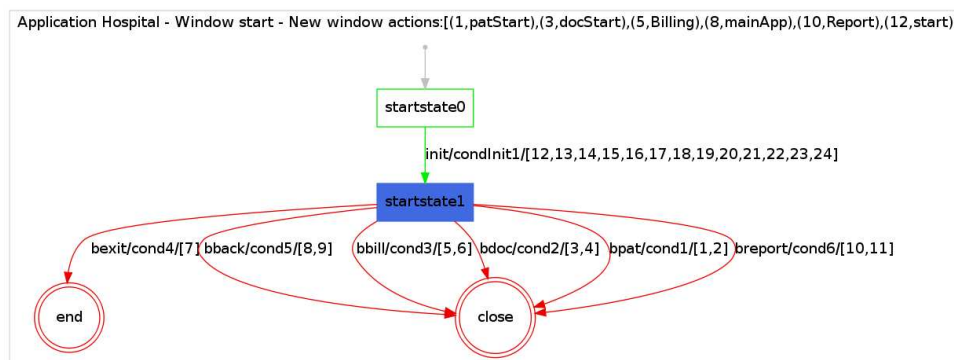 Application Hospital - Window start - New window actions:[(1,patStart),(3,docStart),(5,Billing),(8,mainApp),(10,Report),(12,start)
startstate0
init/condInit1/[12,13,14,15,16,17,18,19,20,21,22,23,24]
startstate1
bexit/cond4/[7] bback/cond5/[8,9] bbill/cond3/[5,6] bdoc/cond2/[3,4] bpat/cond1/[1,2] breport/cond6/[10,11]
end close